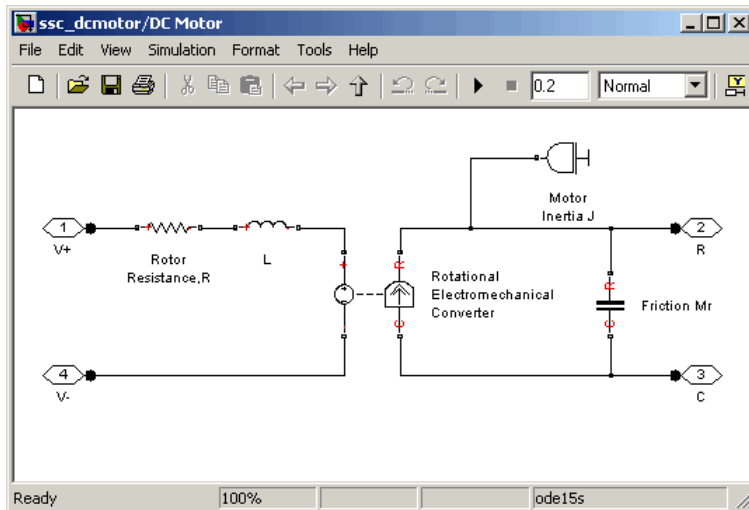 ssc_dcmotor/DC Motor
File Edit View Simulation Format Tools Help
0.2 Normal
Motor
Inertia J
1
V+
Rotor
Resistance,R
L
2
R
+
R
Rotational
Electromechanical
Converter
R
Friction Mr
-
C
C
4
V-
3
C
Ready 100% ode15s